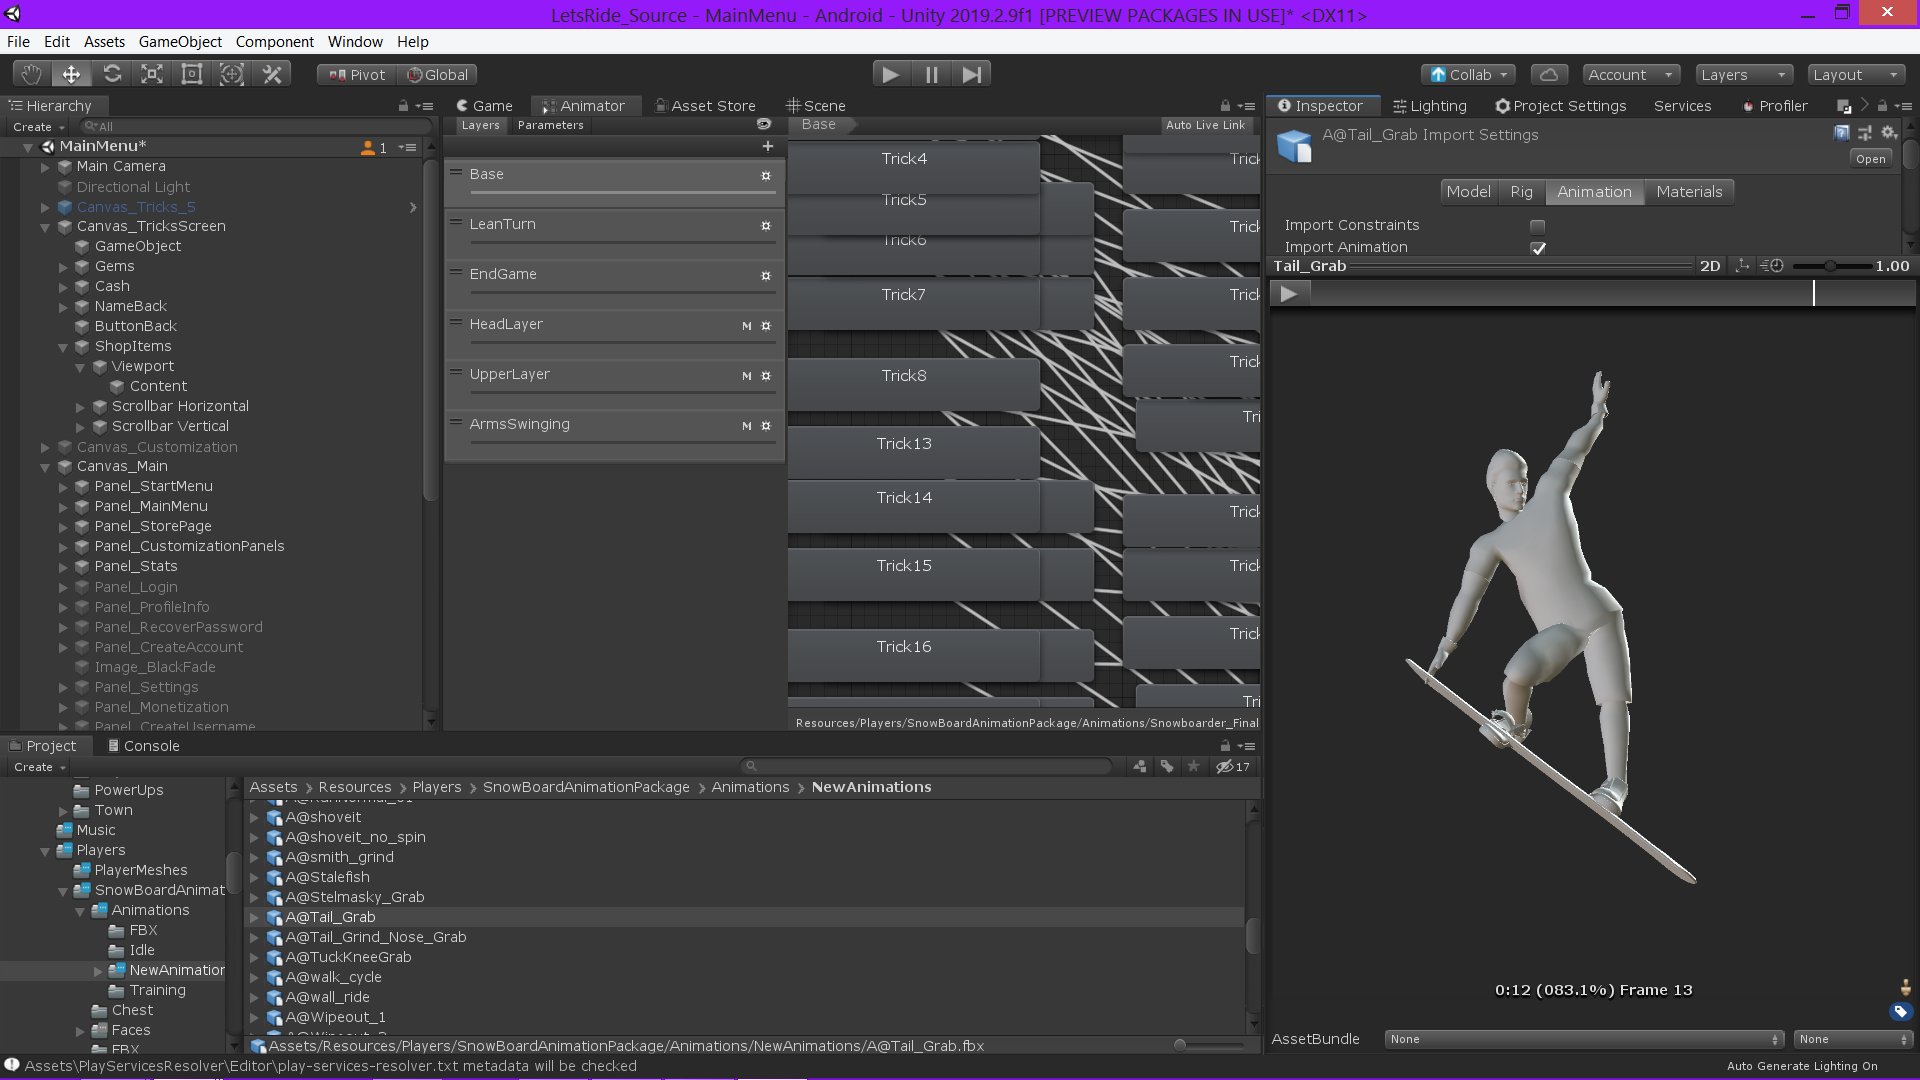 LetsRide_Source - MainMenu - Android - Unity 2019.2.9f1 [PREVIEW PACKAGES IN USE]* <DX11>
File Edit Assets GameObject Component Window Help
Pivot Global Collab Account Layers Layout
Hierarchy
Create All
MainMenu* 1
Main Camera
Directional Light
Canvas_Tricks_5
Canvas_TricksScreen
GameObject
Gems
Cash
NameBack
ButtonBack
ShopItems
Viewport
Content
Scrollbar Horizontal
Scrollbar Vertical
Canvas_Customization
Canvas_Main
Panel_StartMenu
Panel_MainMenu
Panel_StorePage
Panel_CustomizationPanels
Panel_Stats
Panel_Login
Panel_ProfileInfo
Panel_RecoverPassword
Panel_CreateAccount
Image_BlackFade
Panel_Settings
Panel_Monetization
Panel_CreateUsername
Game Animator Asset Store Scene
Layers Parameters Base Auto Live Link
Base
LeanTurn
EndGame
HeadLayer M
UpperLayer M
ArmsSwinging M
Trick4 Trick
Trick5
Trick
Trick6
Trick7 Trick
Trick
Trick8
Tri
Trick13
Trick14 Trick
Trick15 Trick
Trick
Trick16
Tri
Resources/Players/SnowBoardAnimationPackage/Animations/Snowboarder_Final
Inspector Lighting Project Settings Services Profiler
A@Tail_Grab Import Settings
Open
Model Rig Animation Materials
Import Constraints
Import Animation
Tail_Grab 2D 1.00
0:12 (083.1%) Frame 13
AssetBundle None None
Project Console
Create 17
PowerUps
Town
Music
Players
PlayerMeshes
SnowBoardAnimat
Animations
FBX
Idle
NewAnimation
Training
Chest
Faces
FBX
Assets > Resources > Players > SnowBoardAnimationPackage > Animations > NewAnimations
A@shoveit
A@shoveit_no_spin
A@smith_grind
A@Stalefish
A@Stelmasky_Grab
A@Tail_Grab
A@Tail_Grind_Nose_Grab
A@TuckKneeGrab
A@walk_cycle
A@wall_ride
A@Wipeout_1
Assets/Resources/Players/SnowBoardAnimationPackage/Animations/NewAnimations/A@Tail_Grab.fbx
Assets\PlayServicesResolver\Editor\play-services-resolver.txt metadata will be checked
Auto Generate Lighting On